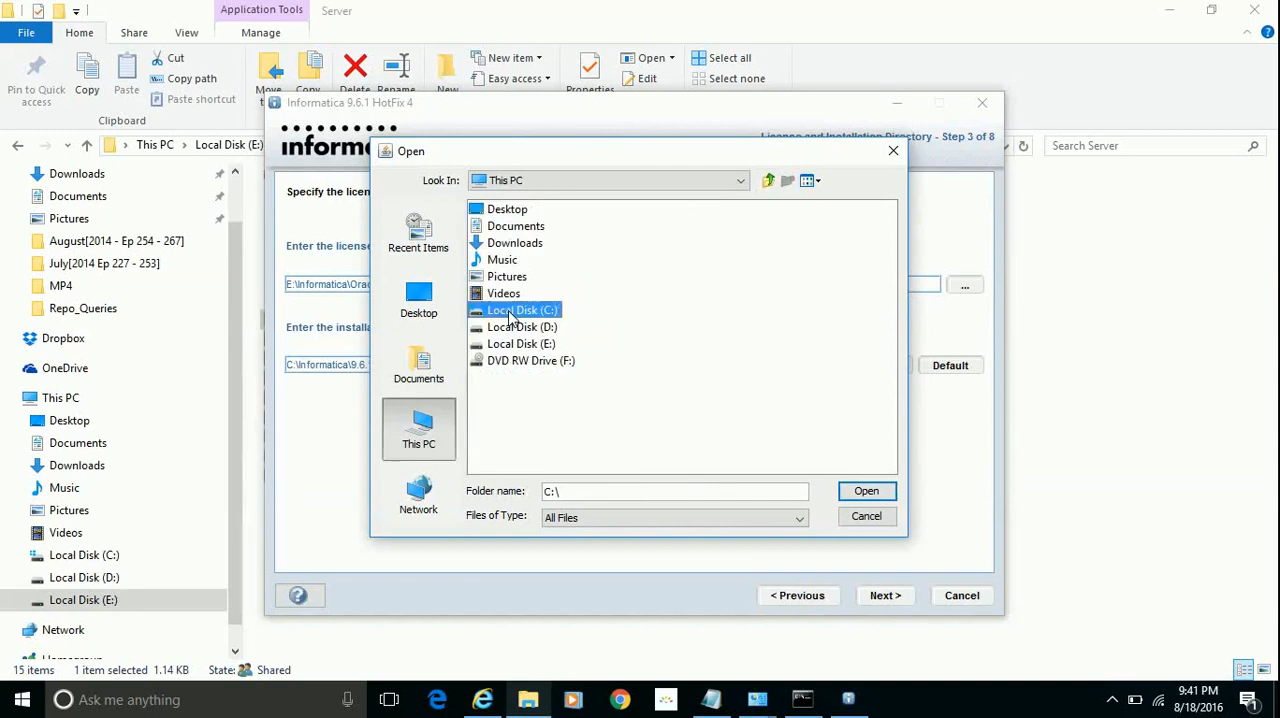 Application Tools
Server
File
Home
Share
View
Manage
Pin to Quick access
Copy
Paste
Cut
Copy path
Paste shortcut
Clipboard
Move
Copy
Delete
Rename
New
New item
Easy access
Properties
Open
Edit
Select all
Select none
This PC
Local Disk (E:)
Search Server
Downloads
Documents
Pictures
August[2014 - Ep 254 - 267]
July[2014 Ep 227 - 253]
MP4
Repo_Queries
Dropbox
OneDrive
This PC
Desktop
Documents
Downloads
Music
Pictures
Videos
Local Disk (C:)
Local Disk (D:)
Local Disk (E:)
Network
15 items
1 item selected 1.14 KB
State:
Shared
Informatica 9.6.1 HotFix 4
License and Installation Directory - Step 3 of 8
Specify the licen
Enter the license
E:\Informatica\Orac
...
Enter the installa
C:\Informatica\9.6.
Default
< Previous
Next >
Cancel
Open
Look In:
This PC
Recent Items
Desktop
Documents
This PC
Network
Desktop
Documents
Downloads
Music
Pictures
Videos
Local Disk (C:)
Local Disk (D:)
Local Disk (E:)
DVD RW Drive (F:)
Folder name:
C:\
Open
Files of Type:
All Files
Cancel
Ask me anything
9:41 PM
8/18/2016